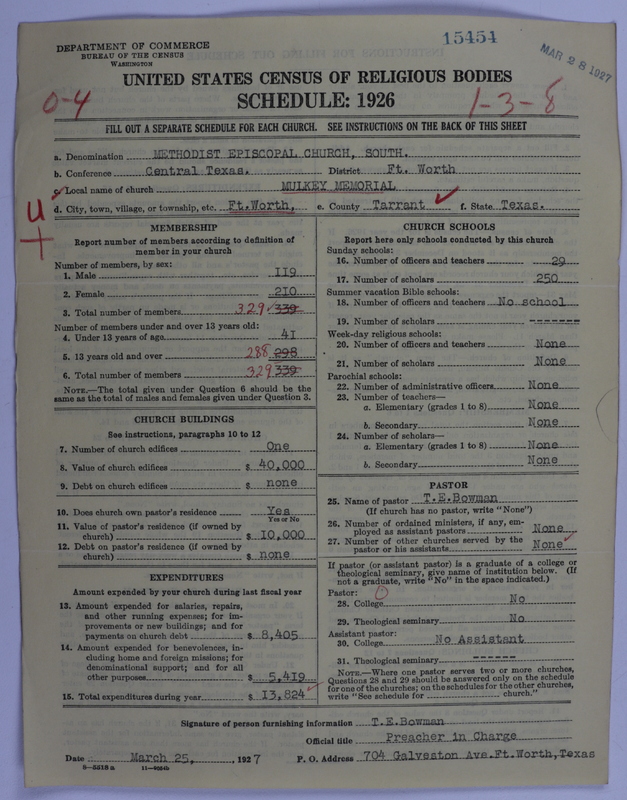 15454
MAR 28 1927
DEPARTMENT OF COMMERCE
BUREAU OF THE CENSUS
WASHINGTON
UNITED STATES CENSUS OF RELIGIOUS BODIES
SCHEDULE: 1926
0-4
1-3-8
FILL OUT A SEPARATE SCHEDULE FOR EACH CHURCH. SEE INSTRUCTIONS ON THE BACK OF THIS SHEET
a. Denomination METHODIST EPISCOPAL CHURCH, SOUTH.
b. Conference Central Texas. District Ft. Worth
c. Local name of church MULKEY MEMORIAL
d. City, town, village, or township, etc. Ft.Worth, e. County Tarrant f. State Texas.
U
+
MEMBERSHIP
Report number of members according to definition of
member in your church
Number of members, by sex:
1. Male 119
2. Female 210
3. Total number of members 329 339
Number of members under and over 13 years old:
4. Under 13 years of age 41
5. 13 years old and over 288 298
6. Total number of members 329 339
NOTE.—The total given under Question 6 should be the
same as the total of males and females given under Question 3.
CHURCH BUILDINGS
See instructions, paragraphs 10 to 12
7. Number of church edifices One
8. Value of church edifices $ 40,000
9. Debt on church edifices $ none
10. Does church own pastor's residence Yes
Yes or No
11. Value of pastor's residence (if owned by
church) $ 10,000
12. Debt on pastor's residence (if owned by
church) $ none
EXPENDITURES
Amount expended by your church during last fiscal year
13. Amount expended for salaries, repairs,
and other running expenses; for im-
provements or new buildings; and for
payments on church debt $ 8,405
14. Amount expended for benevolences, in-
cluding home and foreign missions; for
denominational support; and for all
other purposes $ 5,419
15. Total expenditures during year $ 13,824
CHURCH SCHOOLS
Report here only schools conducted by this church
Sunday schools:
16. Number of officers and teachers 29
17. Number of scholars 250
Summer vacation Bible schools:
18. Number of officers and teachers No school
19. Number of scholars -------
Week-day religious schools:
20. Number of officers and teachers None
21. Number of scholars None
Parochial schools:
22. Number of administrative officers None
23. Number of teachers—
a. Elementary (grades 1 to 8) None
b. Secondary None
24. Number of scholars—
a. Elementary (grades 1 to 8) None
b. Secondary None
PASTOR
25. Name of pastor T.E.Bowman
(If church has no pastor, write "None")
26. Number of ordained ministers, if any, em-
ployed as assistant pastors None
27. Number of other churches served by the
pastor or his assistants None
If pastor (or assistant pastor) is a graduate of a college or
theological seminary, give name of institution below. (If
not a graduate, write "No" in the space indicated.)
Pastor: 0
28. College No
29. Theological seminary No
Assistant pastor:
30. College No Assistant
31. Theological seminary ------
NOTE.—Where one pastor serves two or more churches,
Questions 28 and 29 should be answered only on the schedule
for one of the churches; on the schedules for the other churches,
write "See schedule for church."
Signature of person furnishing information T.E.Bowman
Official title Preacher in Charge
Date March 25, , 1927 P. O. Address 704 Galveston Ave.Ft.Worth,Texas
8-5518 a 11-9054b